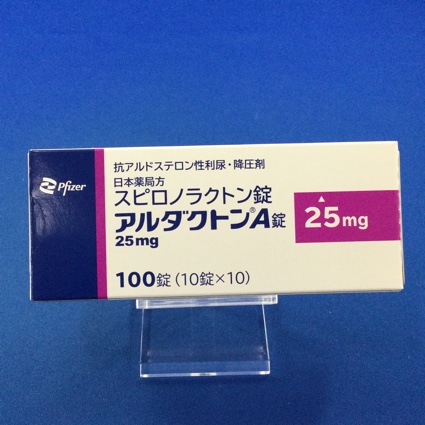 Pfizer
抗アルドステロン性利尿・降圧剤
日本薬局方
スピロノラクトン錠
アルダクトン®A錠
25mg
100錠(10錠×10)
▲
25mg